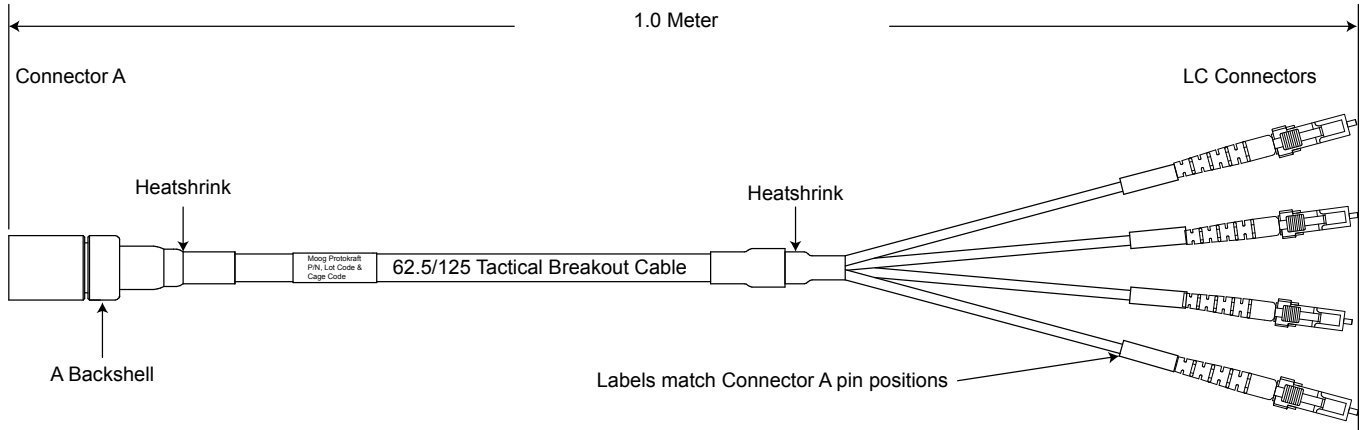 1.0 Meter
Connector A
LC Connectors
Heatshrink
Heatshrink
Moog Protokraft
P/N, Lot Code &
Cage Code
62.5/125 Tactical Breakout Cable
A Backshell
Labels match Connector A pin positions